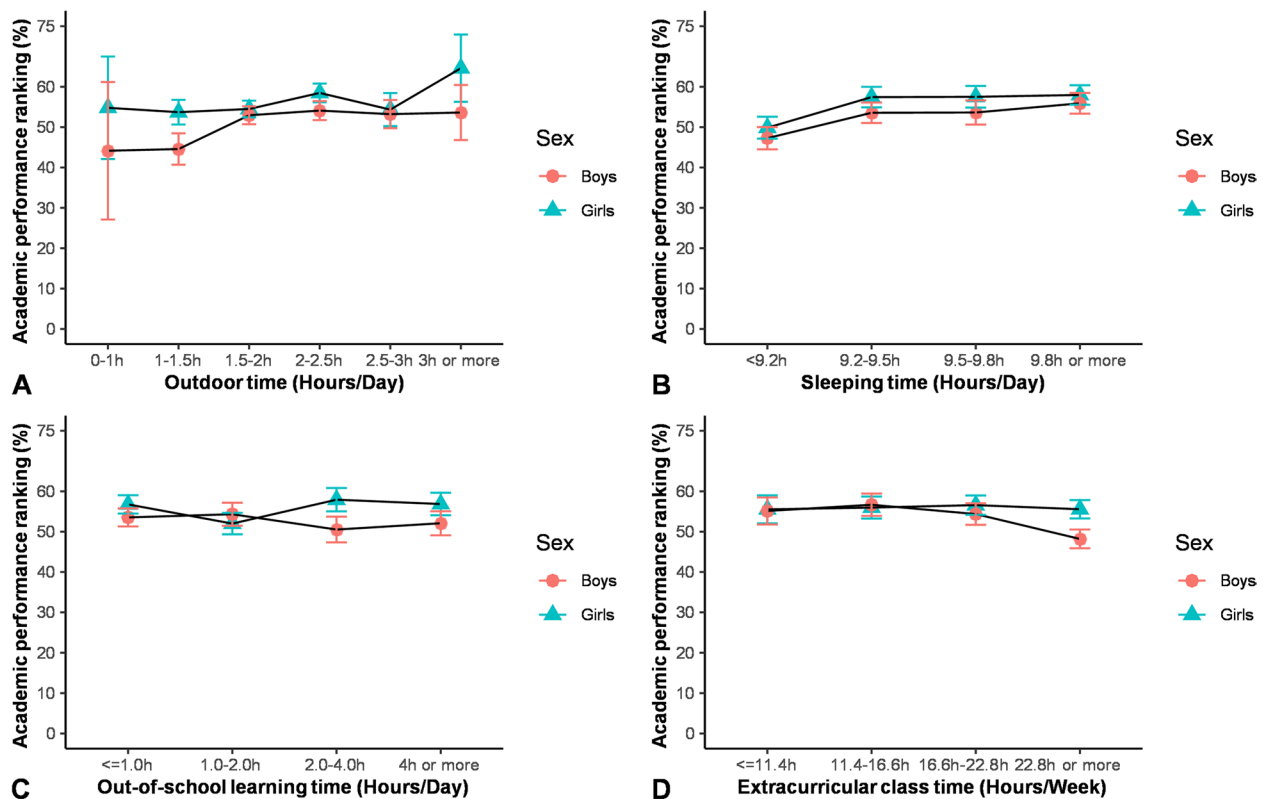 Academic performance ranking (%)
75
60
50
40
30
20
10
0
0-1h 1-1.5h 1.5-2h 2-2.5h 2.5-3h 3h or more
Outdoor time (Hours/Day)
A
Sex
Boys
Girls
Academic performance ranking (%)
75
60
50
40
30
20
10
0
<9.2h 9.2-9.5h 9.5-9.8h 9.8h or more
Sleeping time (Hours/Day)
B
Sex
Boys
Girls
Academic performance ranking (%)
75
60
50
40
30
20
10
0
<=1.0h 1.0-2.0h 2.0-4.0h 4h or more
Out-of-school learning time (Hours/Day)
C
Sex
Boys
Girls
Academic performance ranking (%)
75
60
50
40
30
20
10
0
<=11.4h 11.4-16.6h 16.6h-22.8h 22.8h or more
Extracurricular class time (Hours/Week)
D
Sex
Boys
Girls